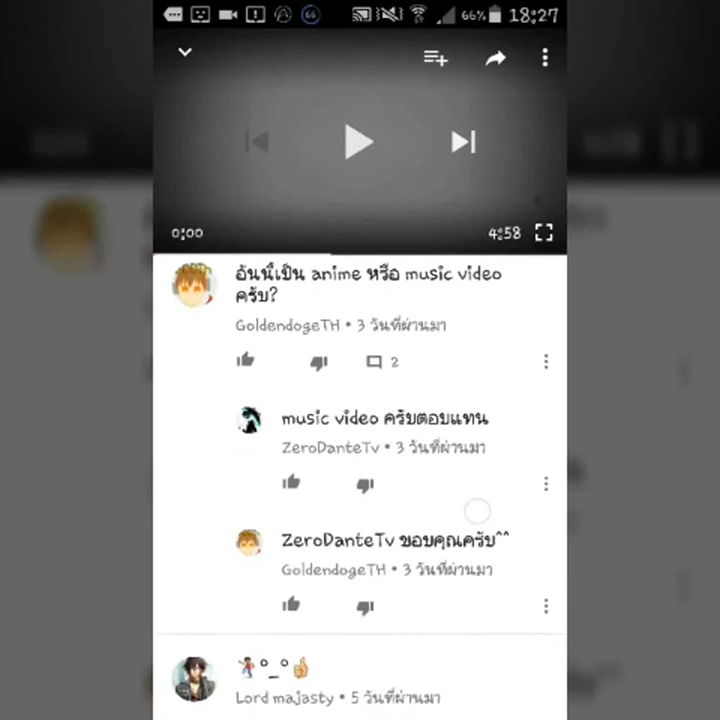 66
66% 18:27
0:00
4:58
อันนี้เป็น anime หรือ music video
ครับ?
GoldendogeTH • 3 วันที่ผ่านมา
2
music video ครับตอบแทน
ZeroDanteTv • 3 วันที่ผ่านมา
ZeroDanteTv ขอบคุณครับ^^
GoldendogeTH • 3 วันที่ผ่านมา
°_°
Lord majasty • 5 วันที่ผ่านมา